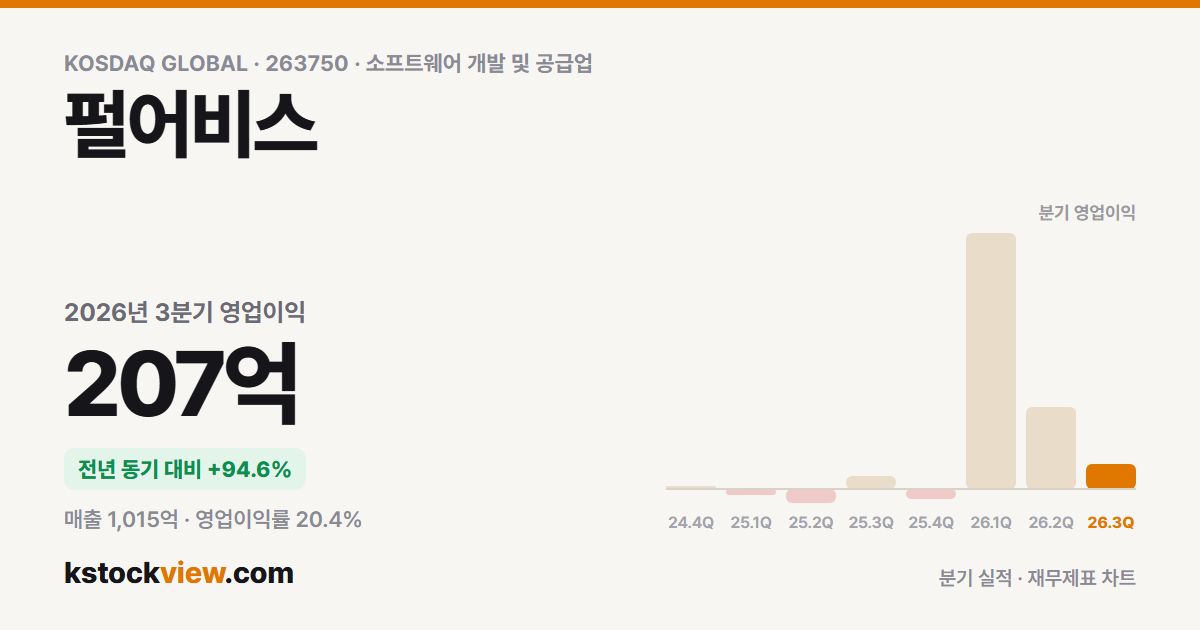 KOSDAQ GLOBAL · 263750 · 소프트웨어 개발 및 공급업
펄어비스
분기 영업이익
2026년 3분기 영업이익
207억
전년 동기 대비 +94.6%
매출 1,015억 · 영업이익률 20.4%
24.4Q 25.1Q 25.2Q 25.3Q 25.4Q 26.1Q 26.2Q 26.3Q
kstockview.com
분기 실적 · 재무제표 차트